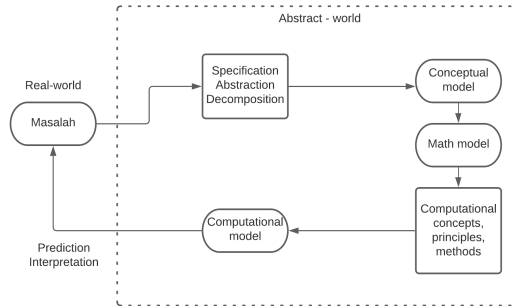 Abstract - world
Real-world
Masalah
Specification
Abstraction
Decomposition
Conceptual
model
Math model
Computational
concepts,
principles,
methods
Computational
model
Prediction
Interpretation